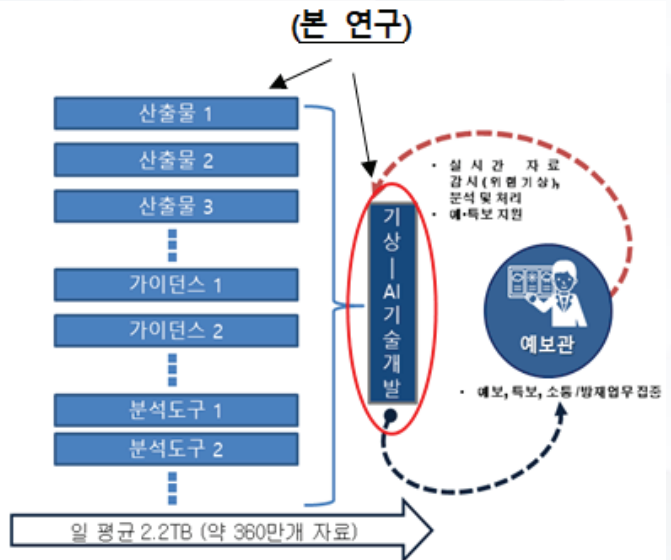 (본 연구)
산출물 1
산출물 2
산출물 3
가이던스 1
가이던스 2
분석도구 1
분석도구 2
일 평균 2.2TB (약 360만개 자료)
기상ㅣAI기술개발
• 실시간 자료
감시(위험기상),
분석 및 처리
• 예·특보 지원
예보관
• 예보, 특보, 소통/방재업무 집중